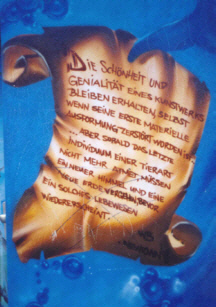 „DIE SCHÖNHEIT UND
GENIALITÄT EINES KUNSTWERKS
BLEIBEN ERHALTEN, SELBST
WENN SEINE ERSTE MATERIELLE
AUSFORMUNG ZERSTÖRT WORDEN IST
... ABER SOBALD DAS LETZTE
INDIVIDUUM EINER TIERART
NICHT MEHR ATMET, MÜSSEN
EIN NEUER HIMMEL UND EINE
NEUE ERDE BEVOR
EIN SOLCHES LEBEWESEN
WIEDERERSCHEINT.